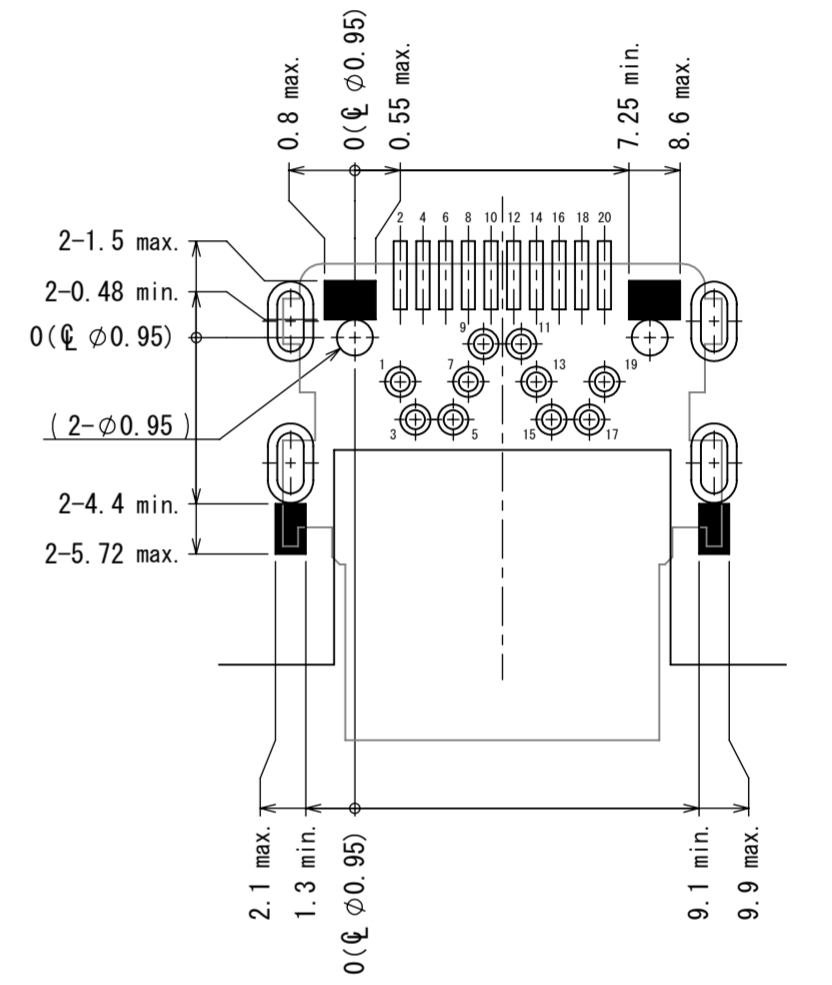 0.8 max.
0(℄ ⌀0.95)
0.55 max.
7.25 min.
8.6 max.
2 4 6 8 10 12 14 16 18 20
2-1.5 max.
2-0.48 min.
0(℄ ⌀0.95)
9 11
1 7 13 19
3 5 15 17
( 2-⌀0.95 )
2-4.4 min.
2-5.72 max.
2.1 max.
1.3 min.
0(℄ ⌀0.95)
9.1 min.
9.9 max.